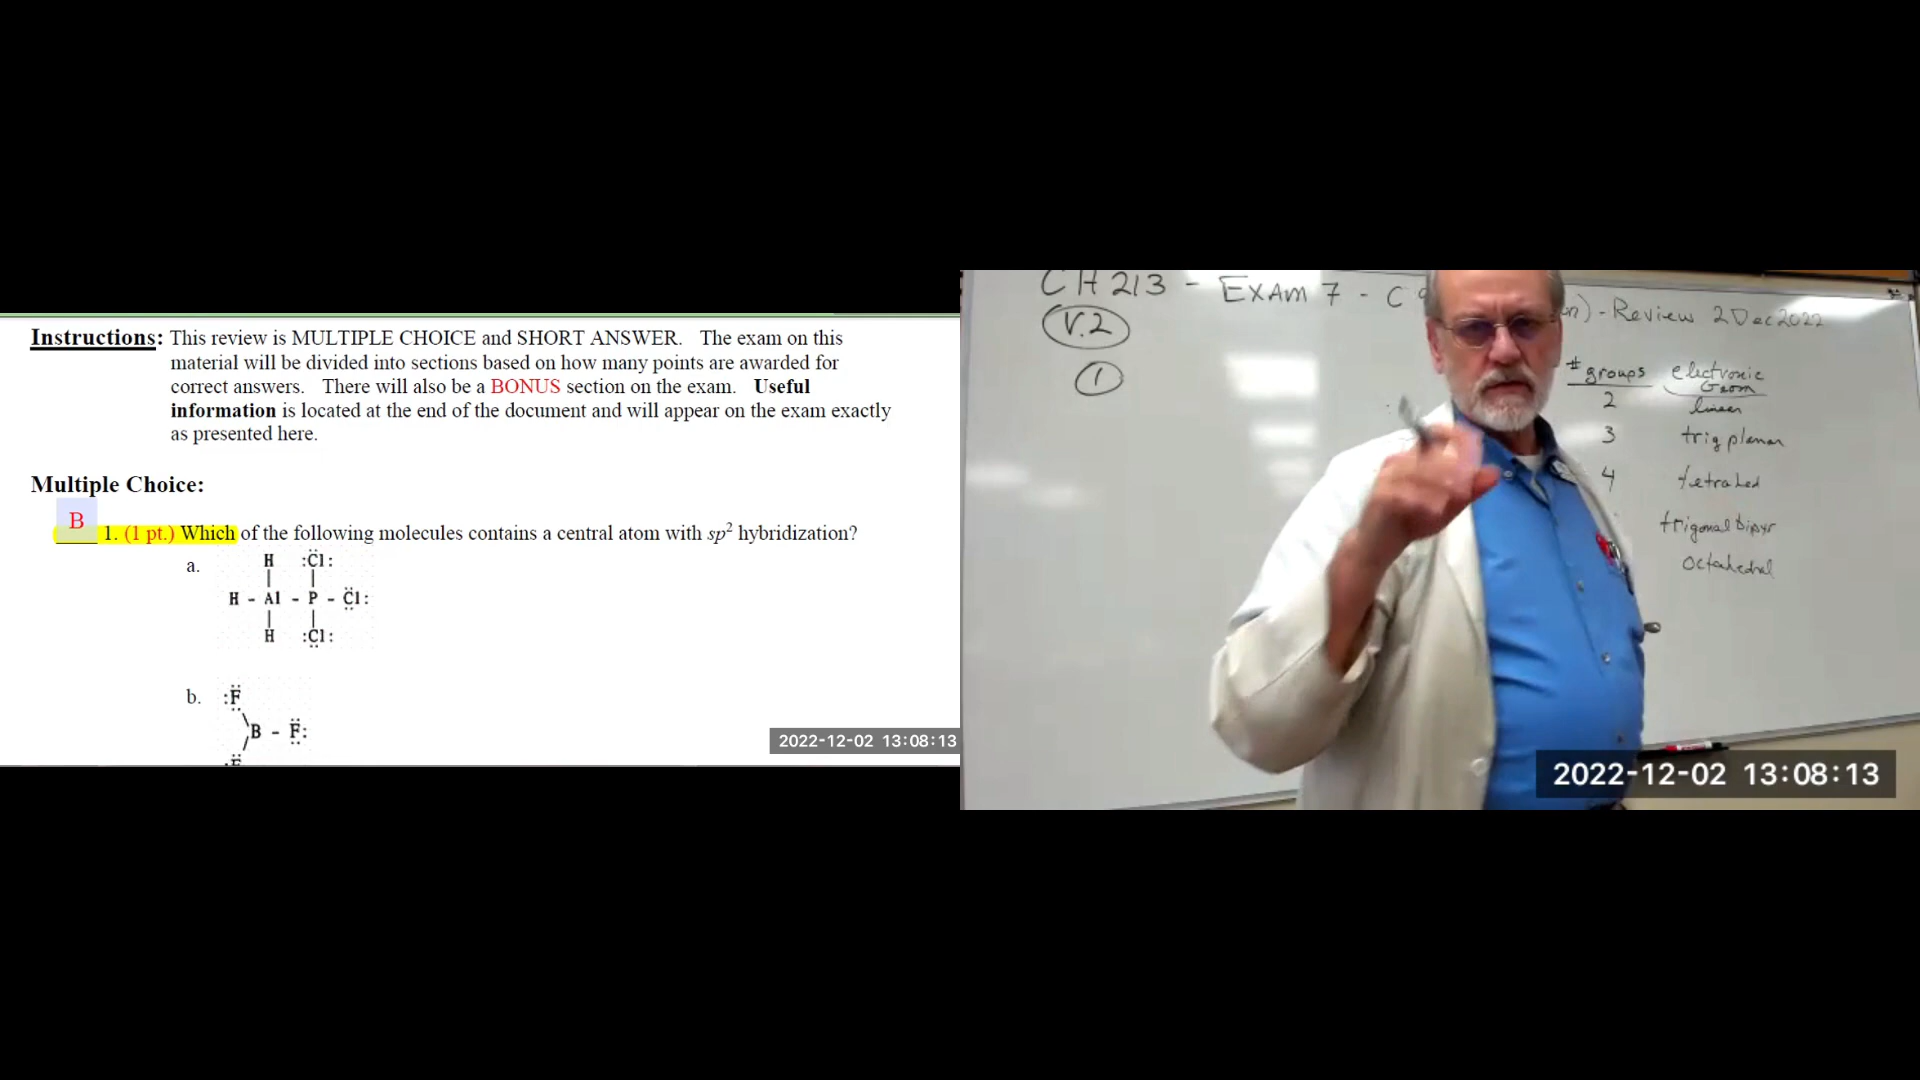 Instructions: This review is MULTIPLE CHOICE and SHORT ANSWER. The exam on this
material will be divided into sections based on how many points are awarded for
correct answers. There will also be a BONUS section on the exam. Useful
information is located at the end of the document and will appear on the exam exactly
as presented here.
Multiple Choice:
B
1. (1 pt.) Which of the following molecules contains a central atom with sp² hybridization?
a.
H :Cl:
H - Al - P - Cl:
H :Cl:
b. :F
B - F:
:F
2022-12-02 13:08:13
CH 213 - EXAM 7 - C
) - Review 2 Dec 2022
V.2
1
# groups electronic
Geom
2 linear
3 trig planar
4 tetrahed
trigonal bipyr
octahedral
2022-12-02 13:08:13